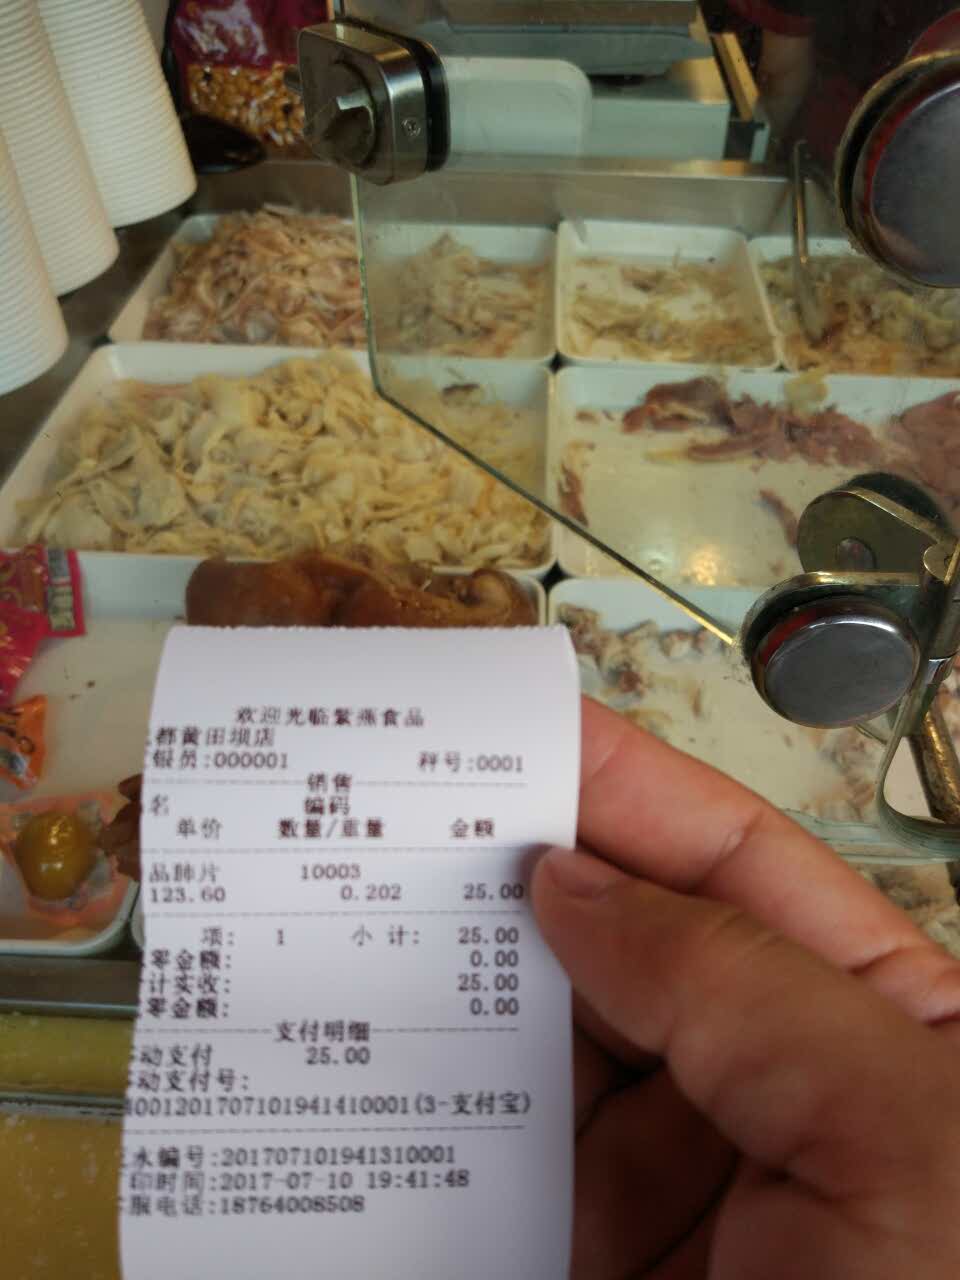 欢迎光临紫燕食品
都黄田坝店
银员:000001 秤号:0001
销售
名 编码
单价 数量/重量 金额
品肺片 10003
123.60 0.202 25.00
项: 1 小 计: 25.00
零金额: 0.00
计实收: 25.00
零金额: 0.00
支付明细
动支付 25.00
动支付号:
4001201707101941410001(3-支付宝)
水编号:201707101941310001
印时间:2017-07-10 19:41:48
服电话:18764008508